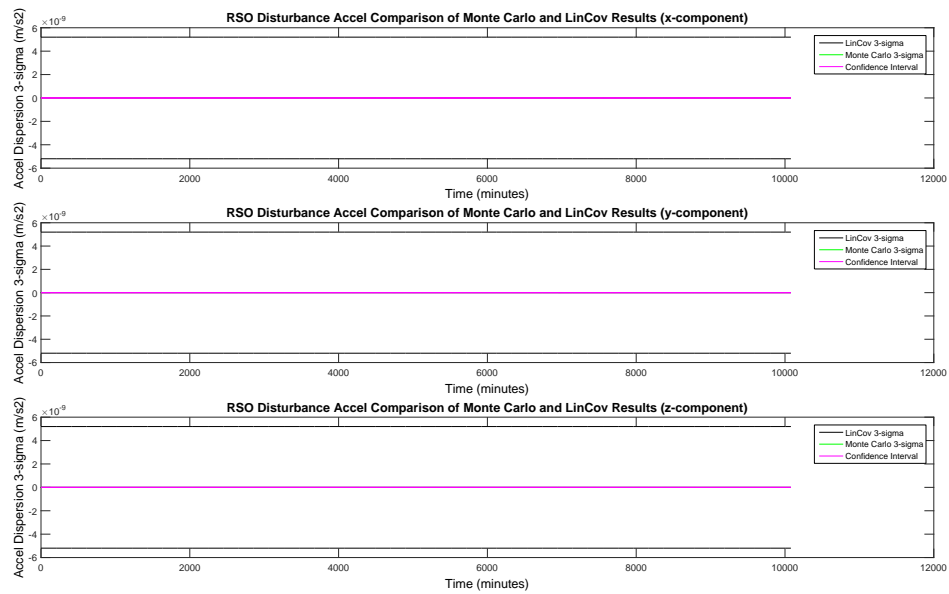 RSO Disturbance Accel Comparison of Monte Carlo and LinCov Results (x-component)
×10^-9
Accel Dispersion 3-sigma (m/s2)
6
4
2
0
-2
-4
-6
LinCov 3-sigma
Monte Carlo 3-sigma
Confidence Interval
0 2000 4000 6000 8000 10000 12000
Time (minutes)
RSO Disturbance Accel Comparison of Monte Carlo and LinCov Results (y-component)
×10^-9
Accel Dispersion 3-sigma (m/s2)
6
4
2
0
-2
-4
-6
LinCov 3-sigma
Monte Carlo 3-sigma
Confidence Interval
0 2000 4000 6000 8000 10000 12000
Time (minutes)
RSO Disturbance Accel Comparison of Monte Carlo and LinCov Results (z-component)
×10^-9
Accel Dispersion 3-sigma (m/s2)
6
4
2
0
-2
-4
-6
LinCov 3-sigma
Monte Carlo 3-sigma
Confidence Interval
0 2000 4000 6000 8000 10000 12000
Time (minutes)